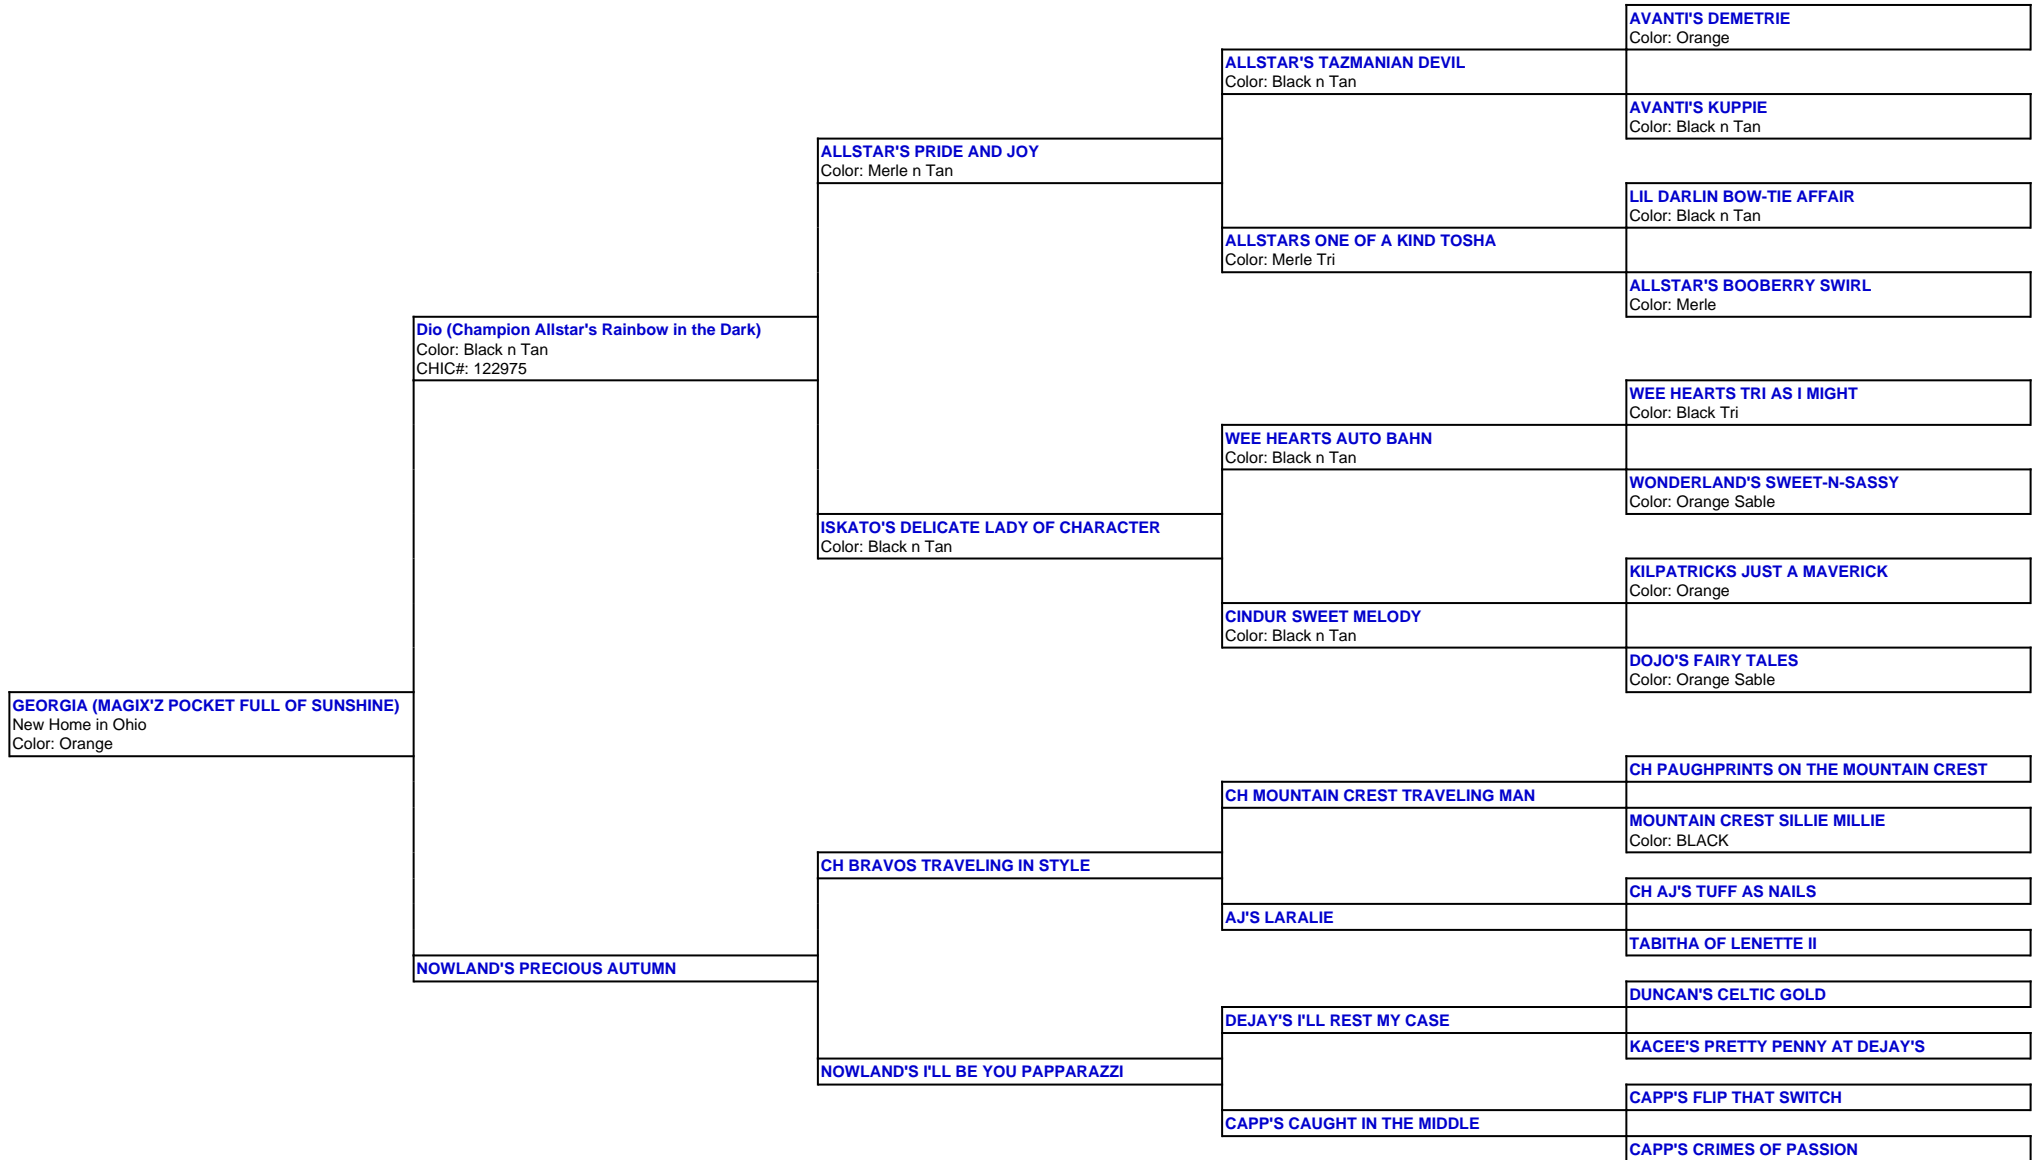 AVANTI'S DEMETRIE
Color: Orange
ALLSTAR'S TAZMANIAN DEVIL
Color: Black n Tan
AVANTI'S KUPPIE
Color: Black n Tan
ALLSTAR'S PRIDE AND JOY
Color: Merle n Tan
LIL DARLIN BOW-TIE AFFAIR
Color: Black n Tan
ALLSTARS ONE OF A KIND TOSHA
Color: Merle Tri
ALLSTAR'S BOOBERRY SWIRL
Color: Merle
Dio (Champion Allstar's Rainbow in the Dark)
Color: Black n Tan
CHIC#: 122975
WEE HEARTS TRI AS I MIGHT
Color: Black Tri
WEE HEARTS AUTO BAHN
Color: Black n Tan
WONDERLAND'S SWEET-N-SASSY
Color: Orange Sable
ISKATO'S DELICATE LADY OF CHARACTER
Color: Black n Tan
KILPATRICKS JUST A MAVERICK
Color: Orange
CINDUR SWEET MELODY
Color: Black n Tan
DOJO'S FAIRY TALES
Color: Orange Sable
GEORGIA (MAGIX'Z POCKET FULL OF SUNSHINE)
New Home in Ohio
Color: Orange
CH PAUGHPRINTS ON THE MOUNTAIN CREST
CH MOUNTAIN CREST TRAVELING MAN
MOUNTAIN CREST SILLIE MILLIE
Color: BLACK
CH BRAVOS TRAVELING IN STYLE
CH AJ'S TUFF AS NAILS
AJ'S LARALIE
TABITHA OF LENETTE II
NOWLAND'S PRECIOUS AUTUMN
DUNCAN'S CELTIC GOLD
DEJAY'S I'LL REST MY CASE
KACEE'S PRETTY PENNY AT DEJAY'S
NOWLAND'S I'LL BE YOU PAPPARAZZI
CAPP'S FLIP THAT SWITCH
CAPP'S CAUGHT IN THE MIDDLE
CAPP'S CRIMES OF PASSION